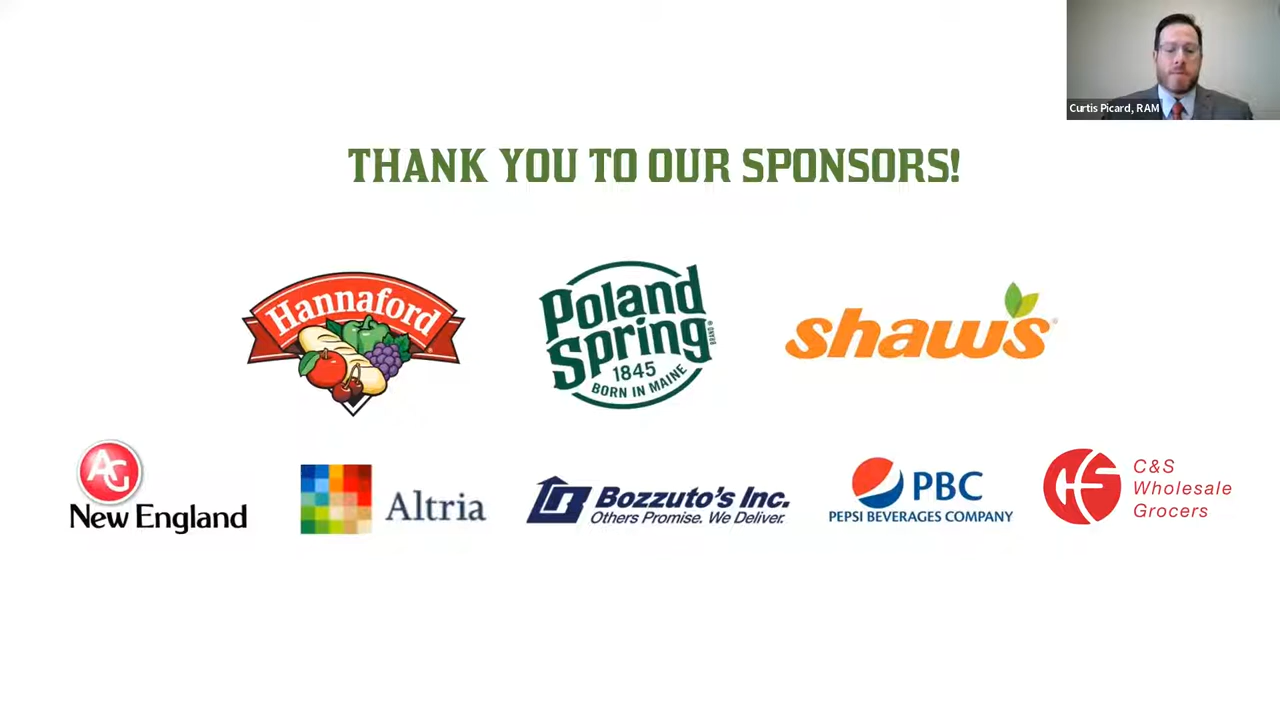 Curtis Picard, RAM
THANK YOU TO OUR SPONSORS!
Hannaford
Poland
Spring
BRAND ®
1845
BORN IN MAINE
shaw's®
AG
New England
Altria
Bozzuto's Inc.
Others Promise. We Deliver.
PBC
PEPSI BEVERAGES COMPANY
C&S
Wholesale
Grocers